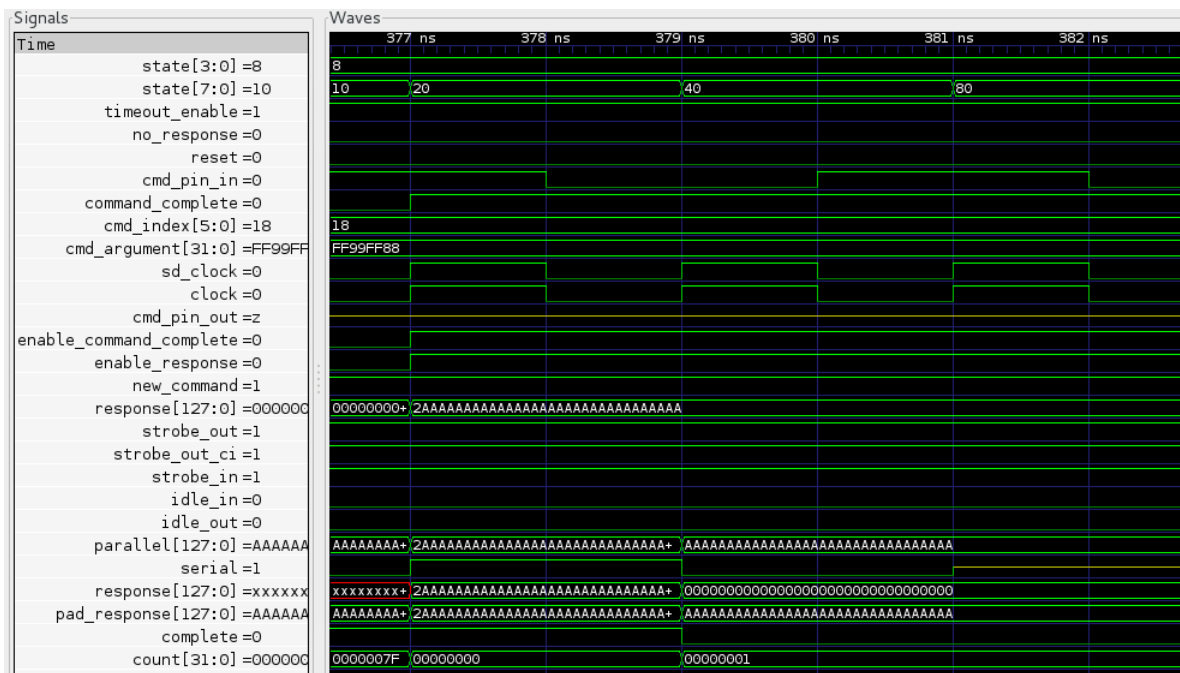 Signals Waves
Time 377 ns 378 ns 379 ns 380 ns 381 ns 382 ns
state[3:0] =8 8
state[7:0] =10 10 20 40 80
timeout_enable =1
no_response =0
reset =0
cmd_pin_in =0
command_complete =0
cmd_index[5:0] =18 18
cmd_argument[31:0] =FF99FF FF99FF88
sd_clock =0
clock =0
cmd_pin_out =z
enable_command_complete =0
enable_response =0
new_command =1
response[127:0] =000000 00000000+ 2AAAAAAAAAAAAAAAAAAAAAAAAAAAAAAA
strobe_out =1
strobe_out_ci =1
strobe_in =1
idle_in =0
idle_out =0
parallel[127:0] =AAAAAA AAAAAAAA+ 2AAAAAAAAAAAAAAAAAAAAAAAAAAAAA+ AAAAAAAAAAAAAAAAAAAAAAAAAAAAAAAA
serial =1
response[127:0] =xxxxxx xxxxxxxx+ 2AAAAAAAAAAAAAAAAAAAAAAAAAAAAA+ 00000000000000000000000000000000
pad_response[127:0] =AAAAAA AAAAAAAA+ 2AAAAAAAAAAAAAAAAAAAAAAAAAAAAA+ AAAAAAAAAAAAAAAAAAAAAAAAAAAAAAAA
complete =0
count[31:0] =000000 0000007F 00000000 00000001